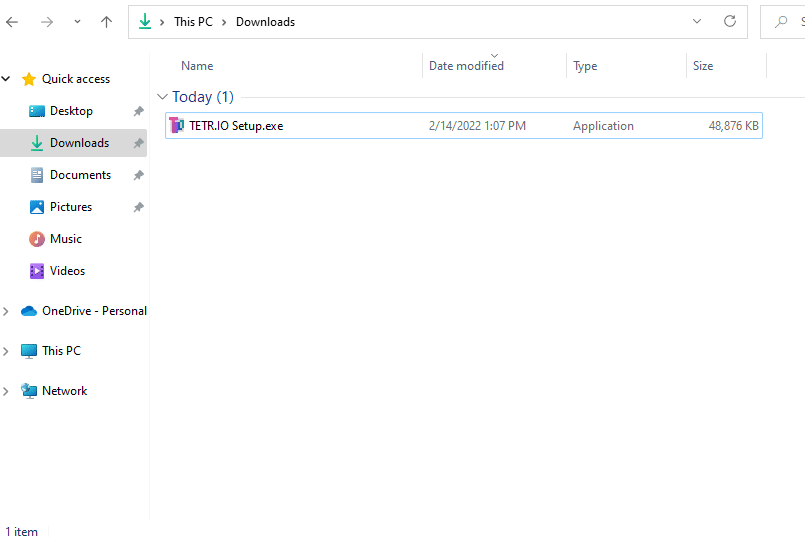 This PC > Downloads
S
Name Date modified Type Size
Quick access
Today (1)
Desktop
TETR.IO Setup.exe 2/14/2022 1:07 PM Application 48,876 KB
Downloads
Documents
Pictures
Music
Videos
OneDrive - Personal
This PC
Network
1 item